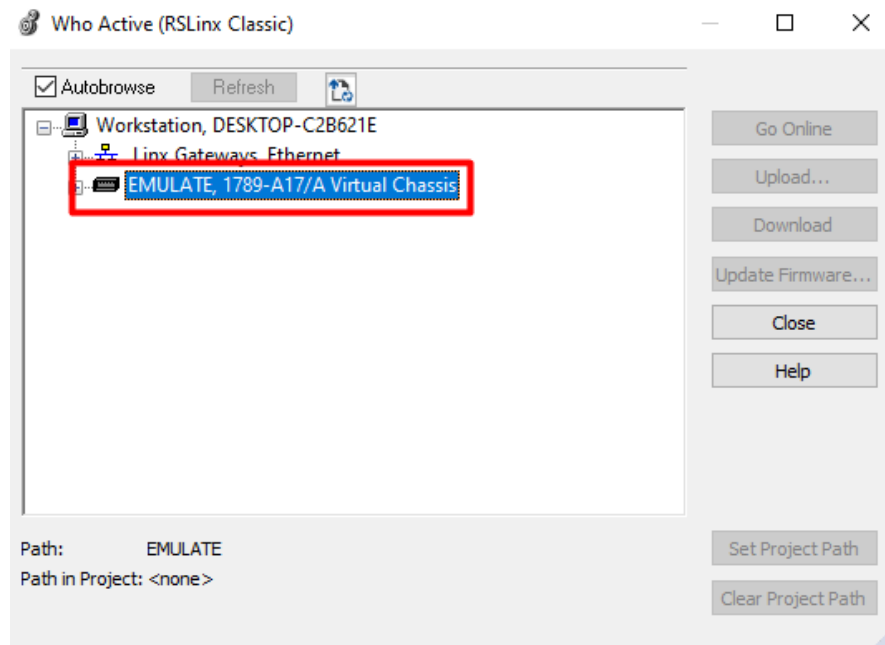 Who Active (RSLinx Classic)
Autobrowse Refresh
Workstation, DESKTOP-C2B621E
Linx Gateways, Ethernet
EMULATE, 1789-A17/A Virtual Chassis
Go Online
Upload...
Download
Update Firmware...
Close
Help
Path: EMULATE
Path in Project: <none>
Set Project Path
Clear Project Path